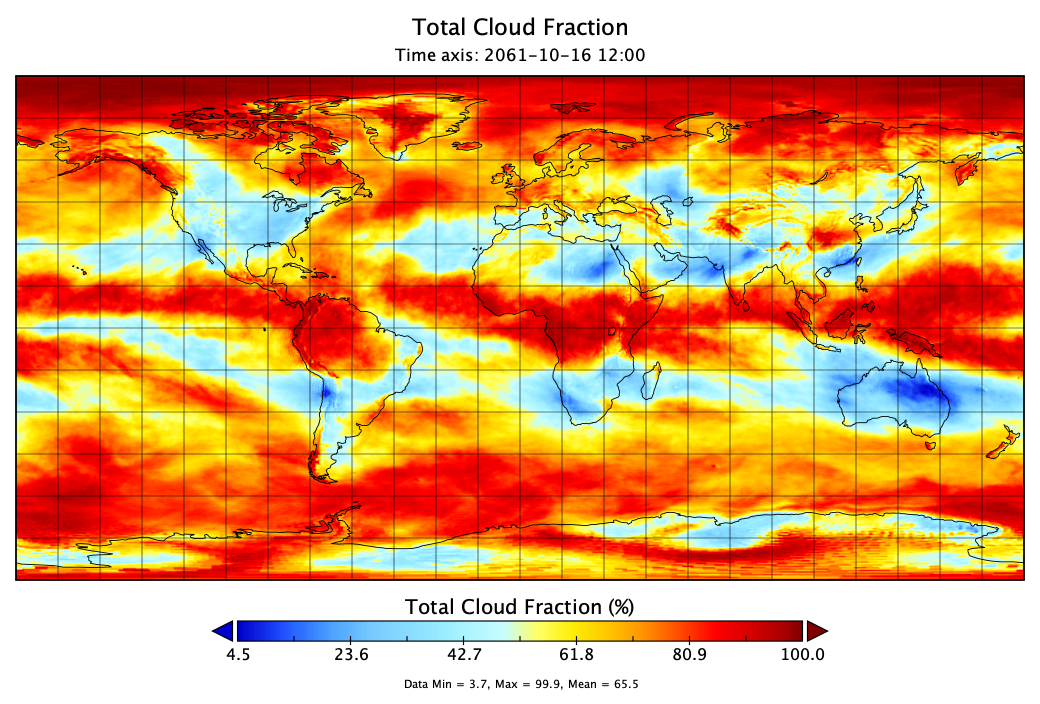 Total Cloud Fraction
Time axis: 2061-10-16 12:00
Total Cloud Fraction (%)
4.5 23.6 42.7 61.8 80.9 100.0
Data Min = 3.7, Max = 99.9, Mean = 65.5